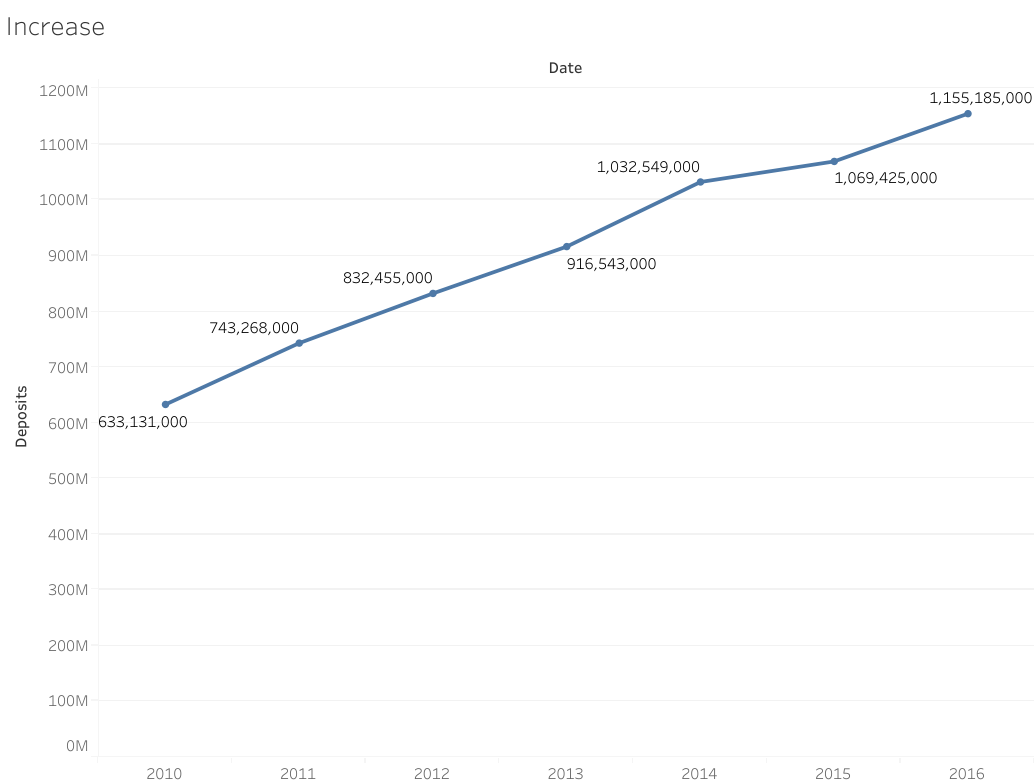 Increase
Date
1200M
1,155,185,000
1100M
1,032,549,000
1,069,425,000
1000M
900M
916,543,000
832,455,000
800M
743,268,000
700M
Deposits
633,131,000
600M
500M
400M
300M
200M
100M
0M
2010 2011 2012 2013 2014 2015 2016